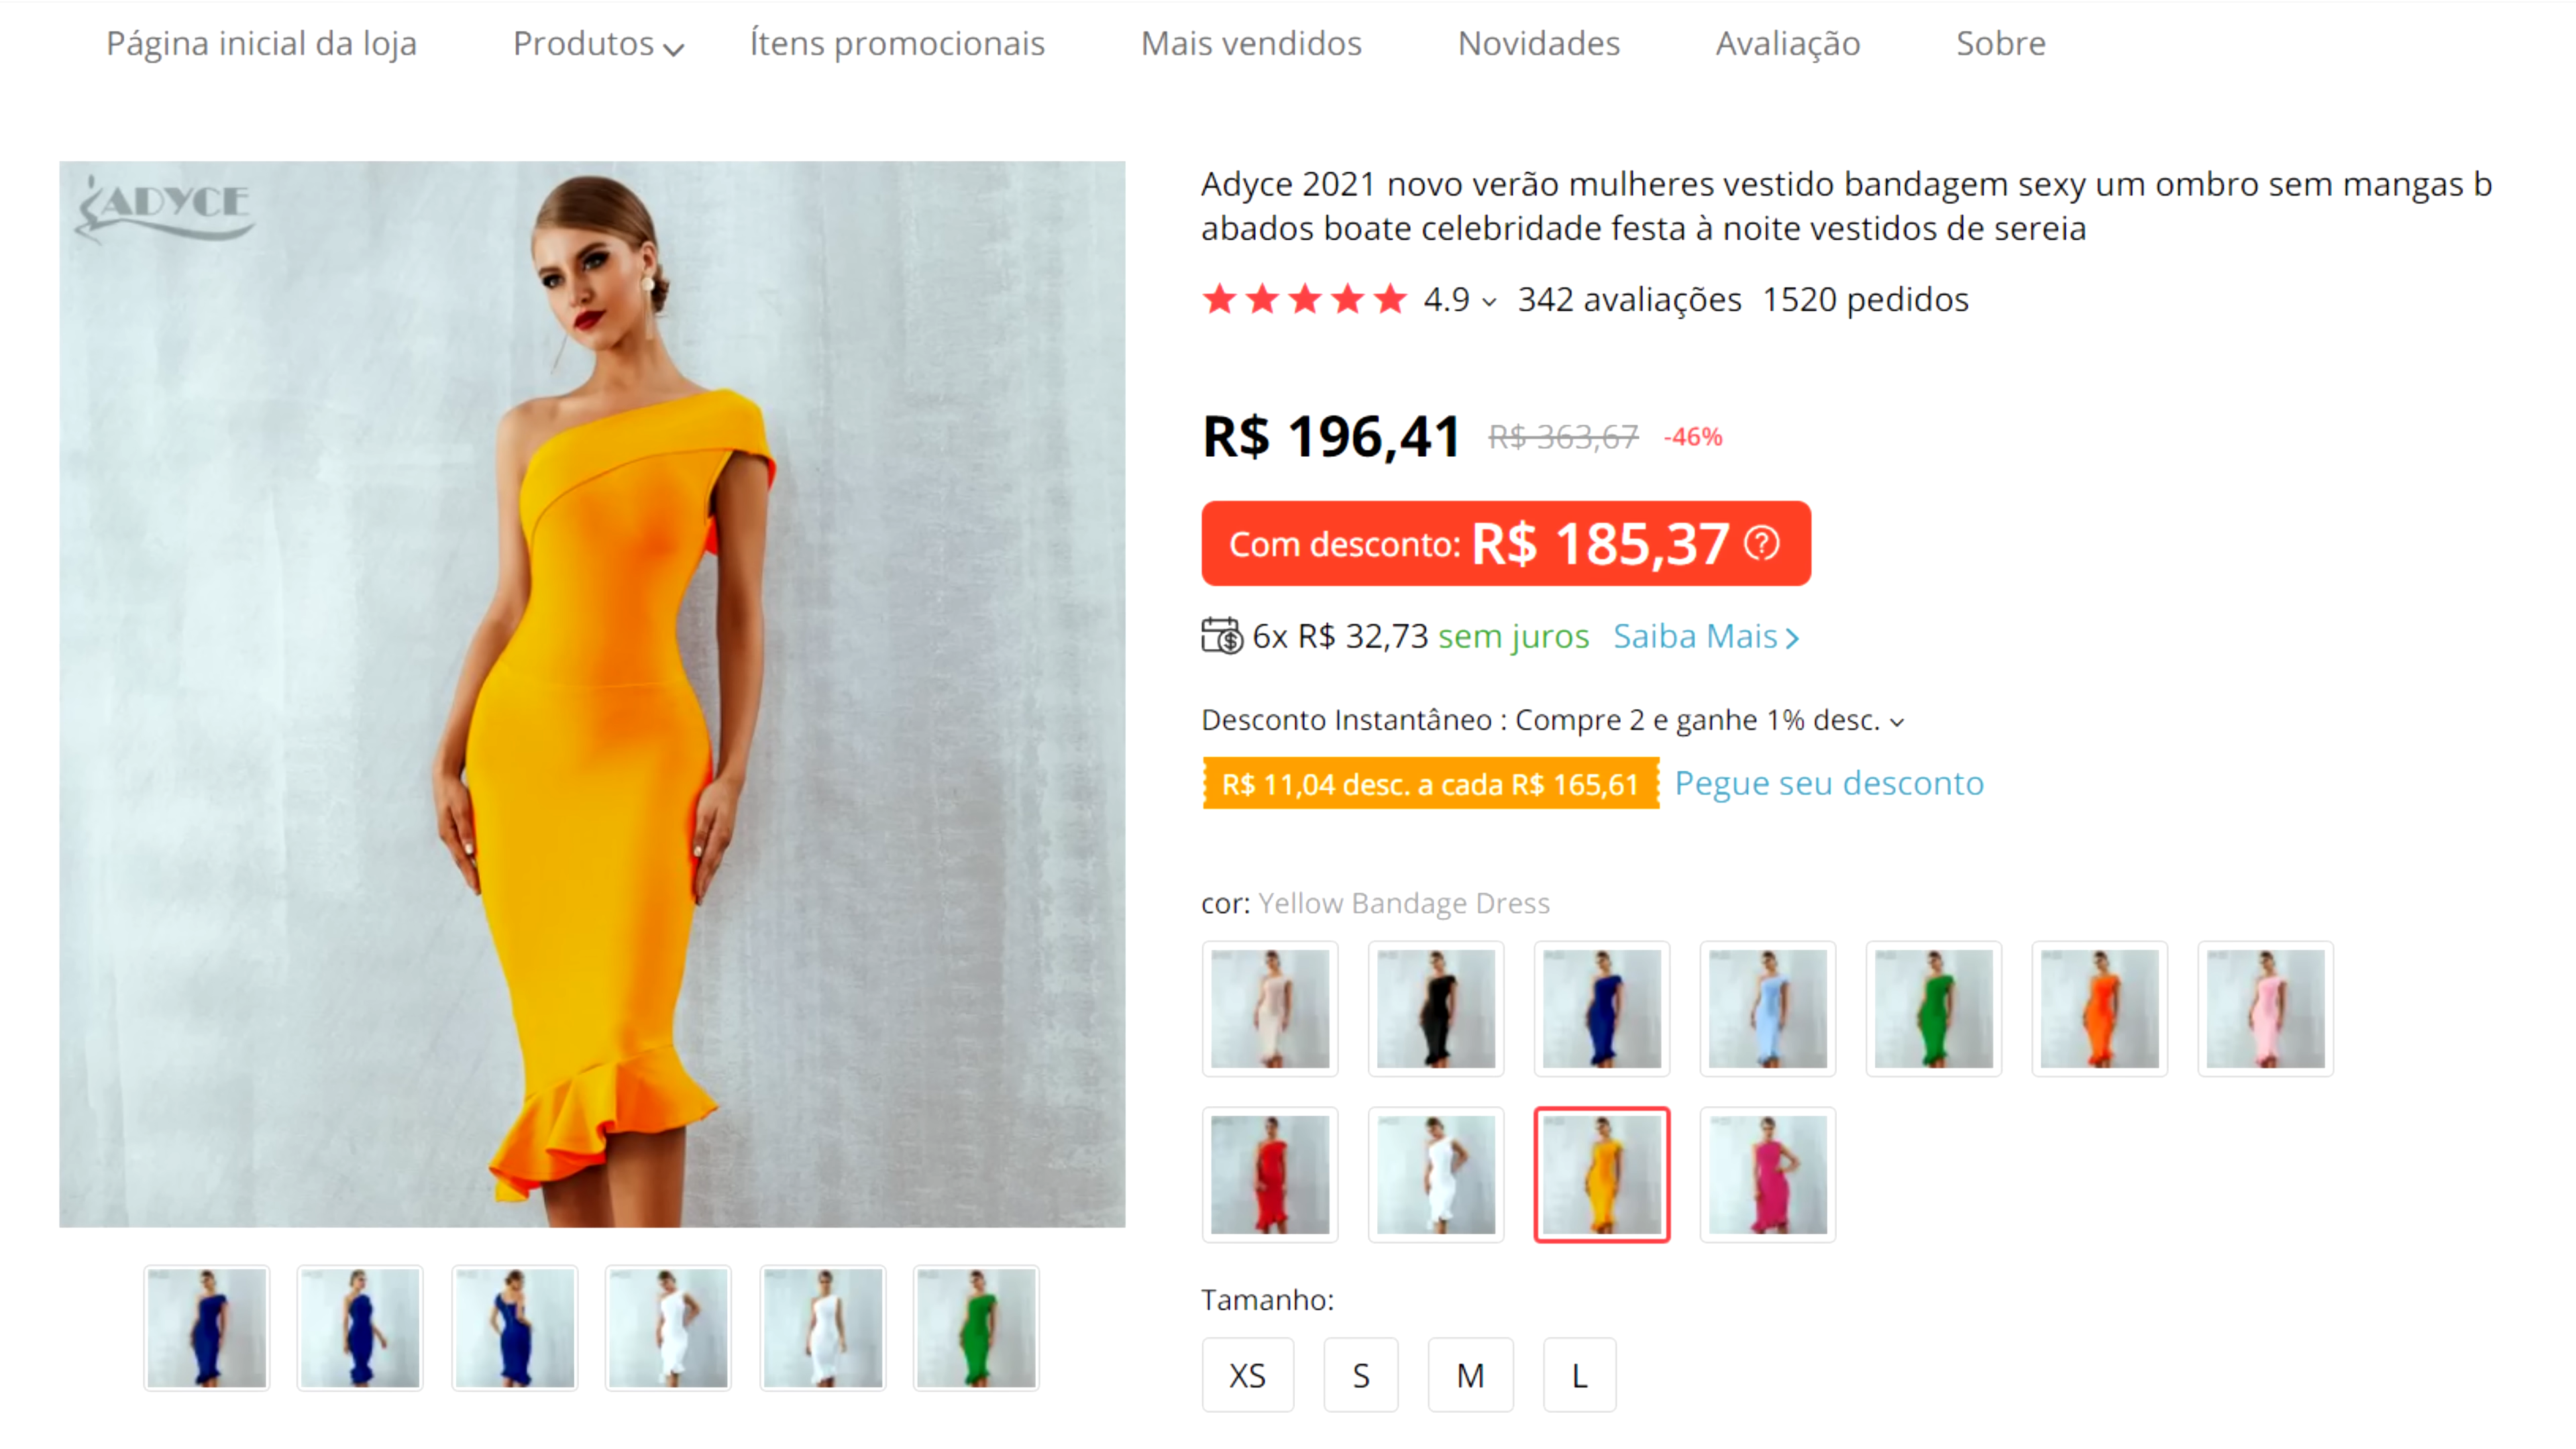 Página inicial da loja Produtos Ítens promocionais Mais vendidos Novidades Avaliação Sobre
ADYCE
Adyce 2021 novo verão mulheres vestido bandagem sexy um ombro sem mangas b
abados boate celebridade festa à noite vestidos de sereia
4.9 342 avaliações 1520 pedidos
R$ 196,41 R$ 363,67 -46%
Com desconto: R$ 185,37 ?
6x R$ 32,73 sem juros Saiba Mais >
Desconto Instantâneo : Compre 2 e ganhe 1% desc.
R$ 11,04 desc. a cada R$ 165,61 Pegue seu desconto
cor: Yellow Bandage Dress
Tamanho:
XS S M L